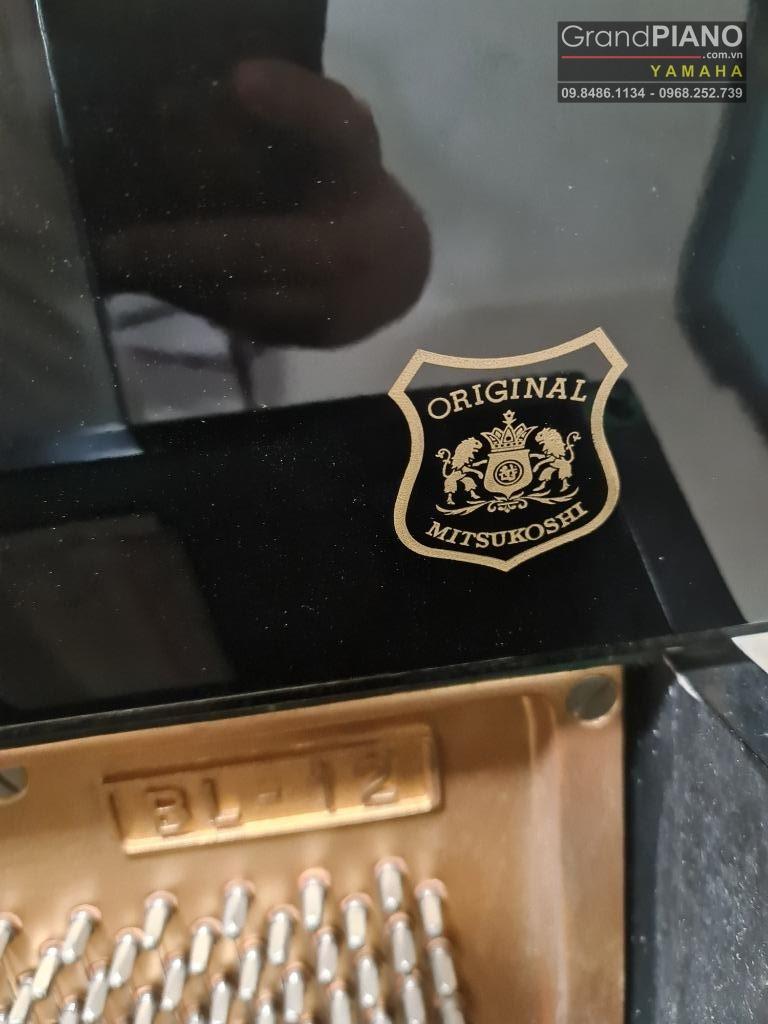 GrandPIANO
.com.vn
YAMAHA
09.8486.1134 - 0968.252.739
ORIGINAL
MITSUKOSHI
BL-12